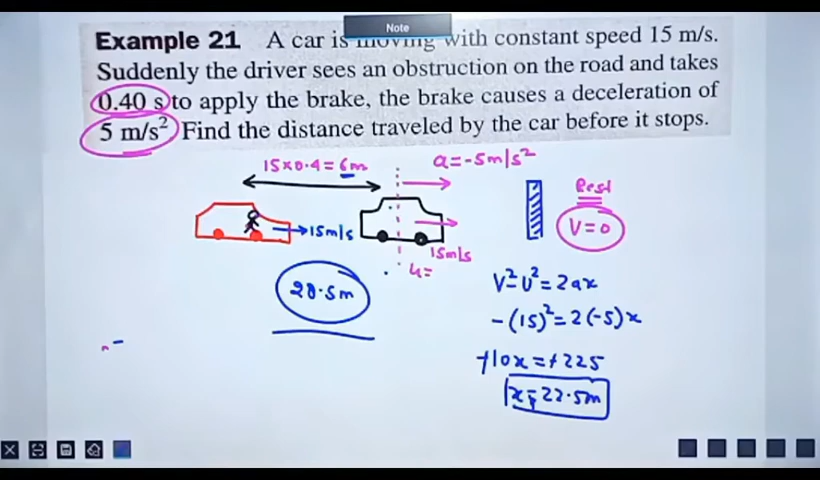 Note
Example 21 A car is moving with constant speed 15 m/s.
Suddenly the driver sees an obstruction on the road and takes
0.40 s to apply the brake, the brake causes a deceleration of
5 m/s² Find the distance traveled by the car before it stops.
15×0.4=6m
a=-5m/s²
Rest
V=0
15m/s
15m/s
u=
28.5m
V²-U²=2ax
-(15)²=2(-5)x
+10x=+225
x=22.5m